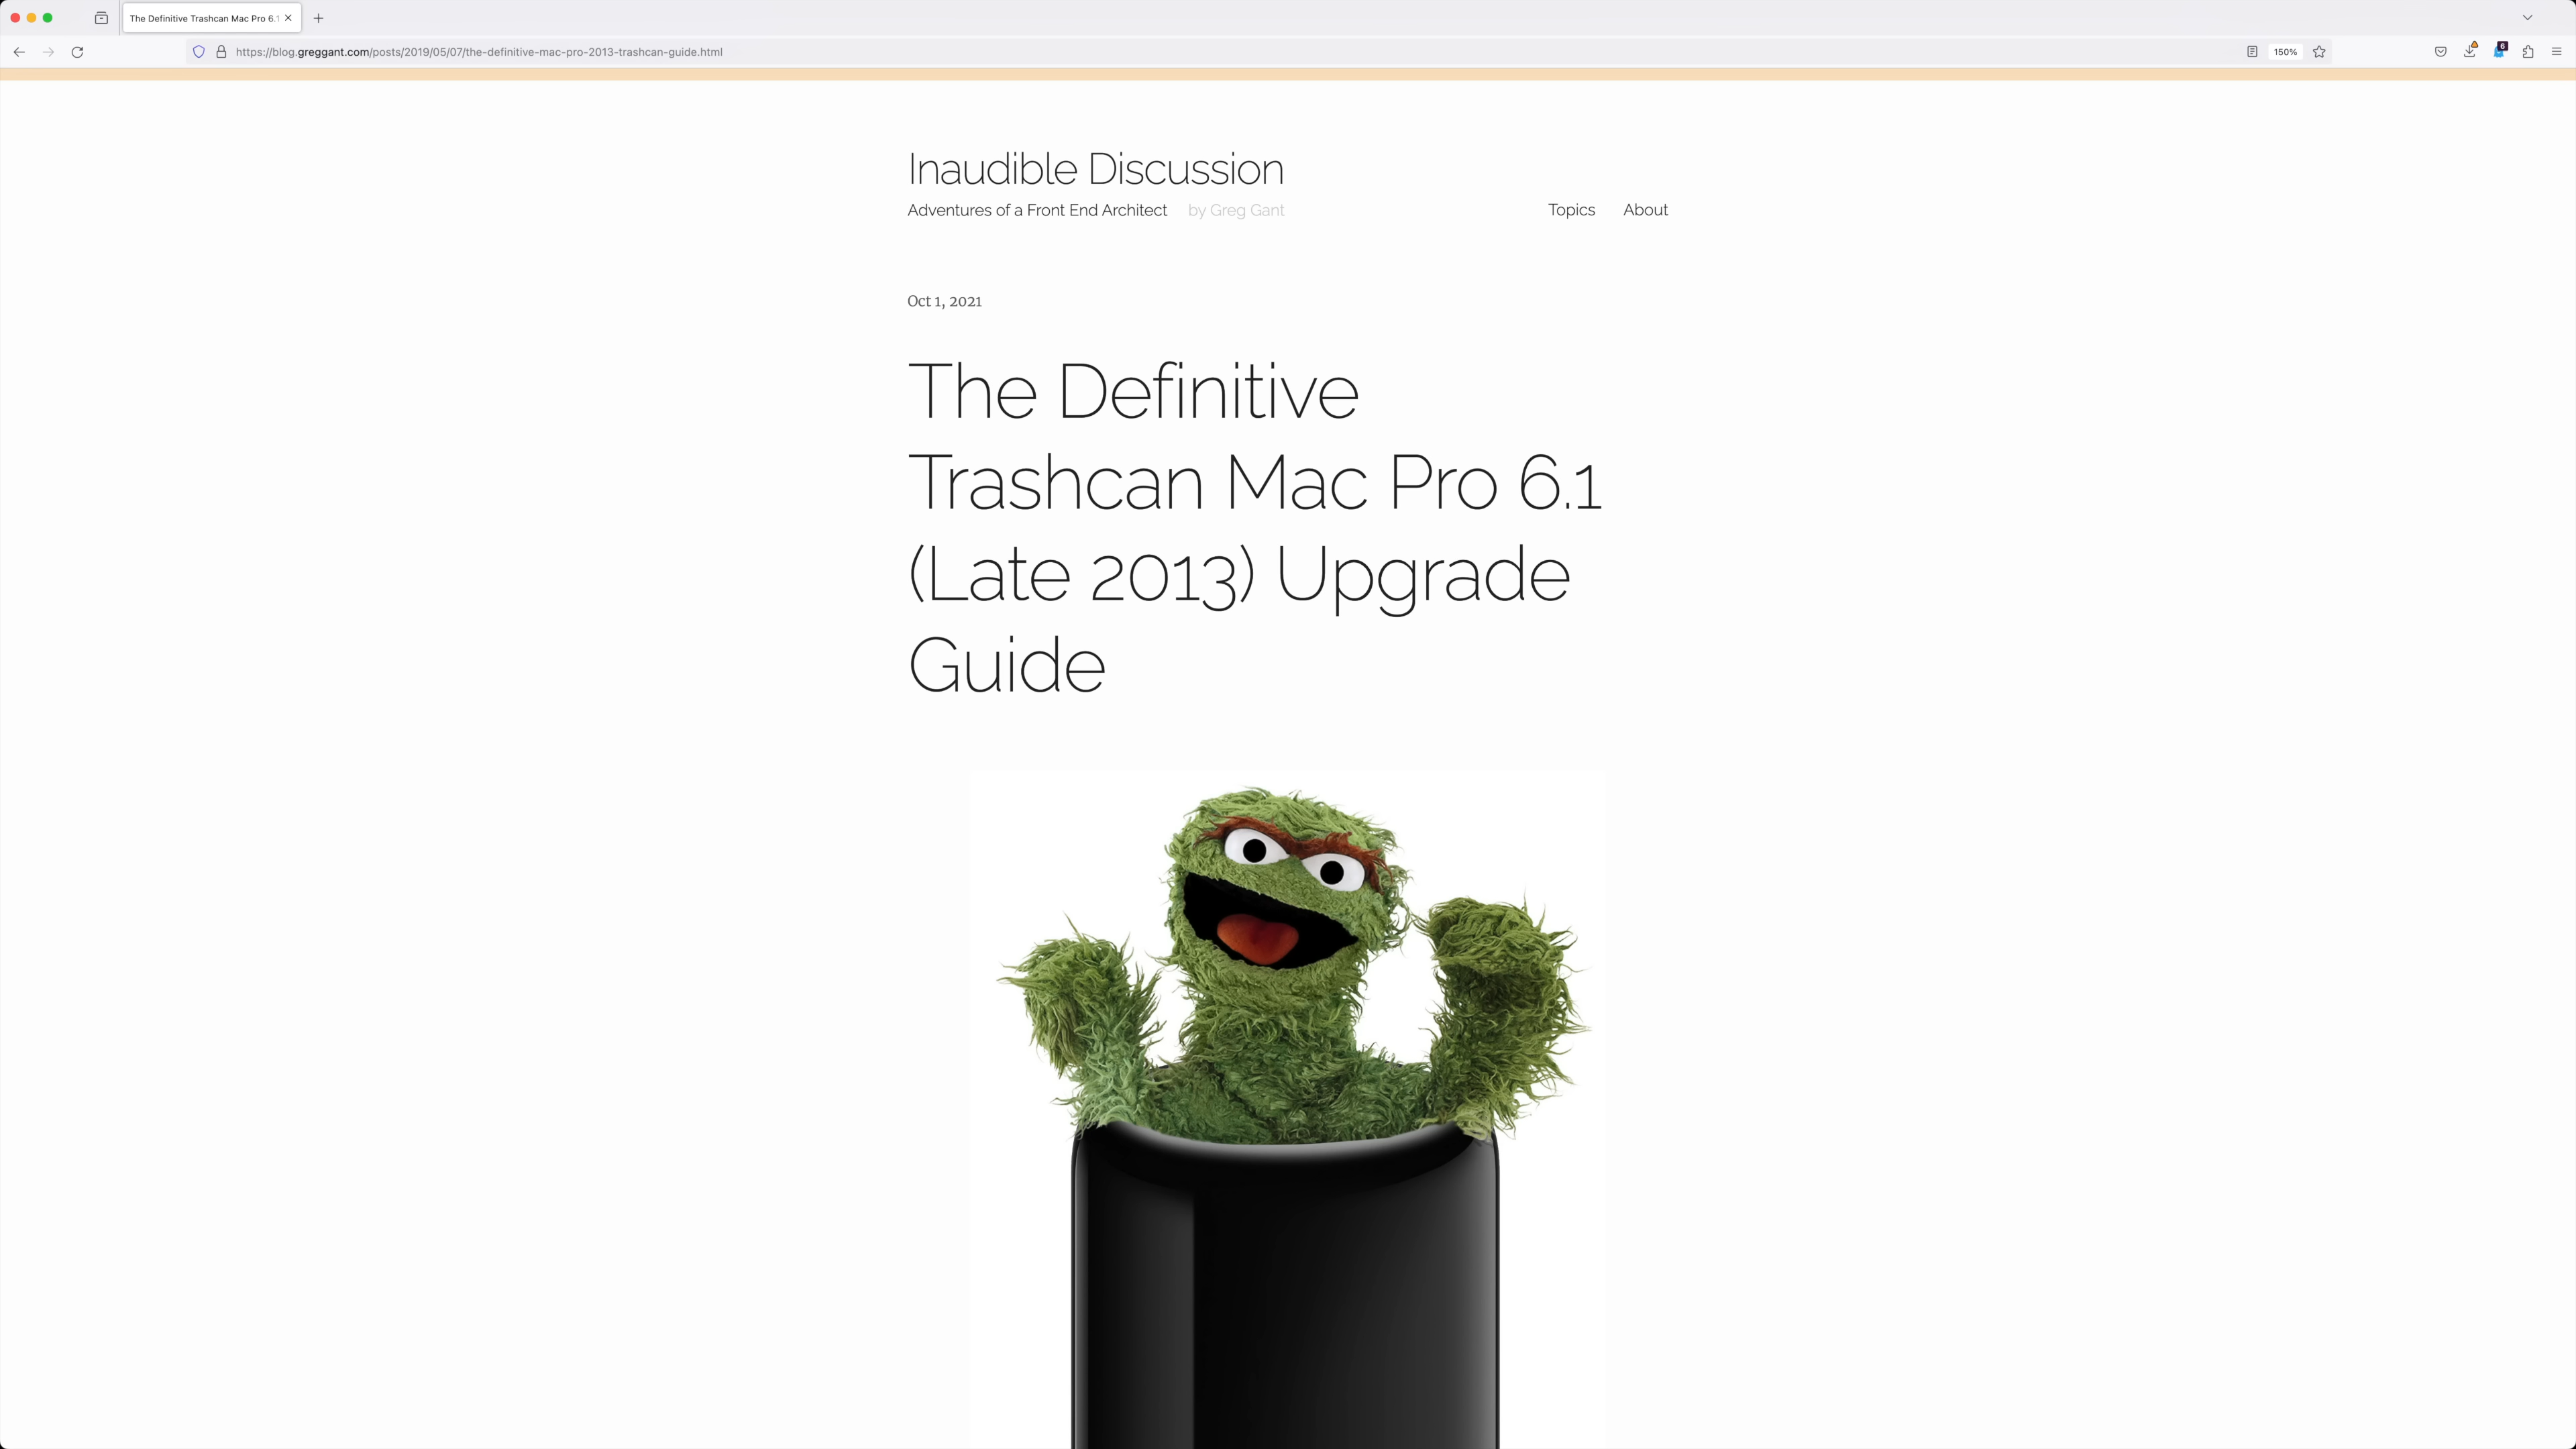 The Definitive Trashcan Mac Pro 6.1
https://blog.greggant.com/posts/2019/05/07/the-definitive-mac-pro-2013-trashcan-guide.html
150%
6
Inaudible Discussion
Adventures of a Front End Architect by Greg Gant
Topics About
Oct 1, 2021
The Definitive
Trashcan Mac Pro 6.1
(Late 2013) Upgrade
Guide